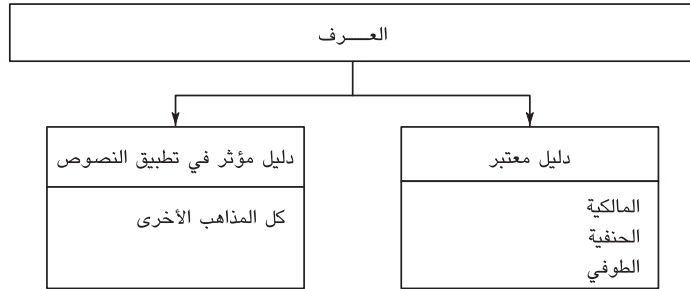 العـــرف
دليل معتبر
المالكية
الحنفية
الطوفي
دليل مؤثر في تطبيق النصوص
كل المذاهب الأخرى